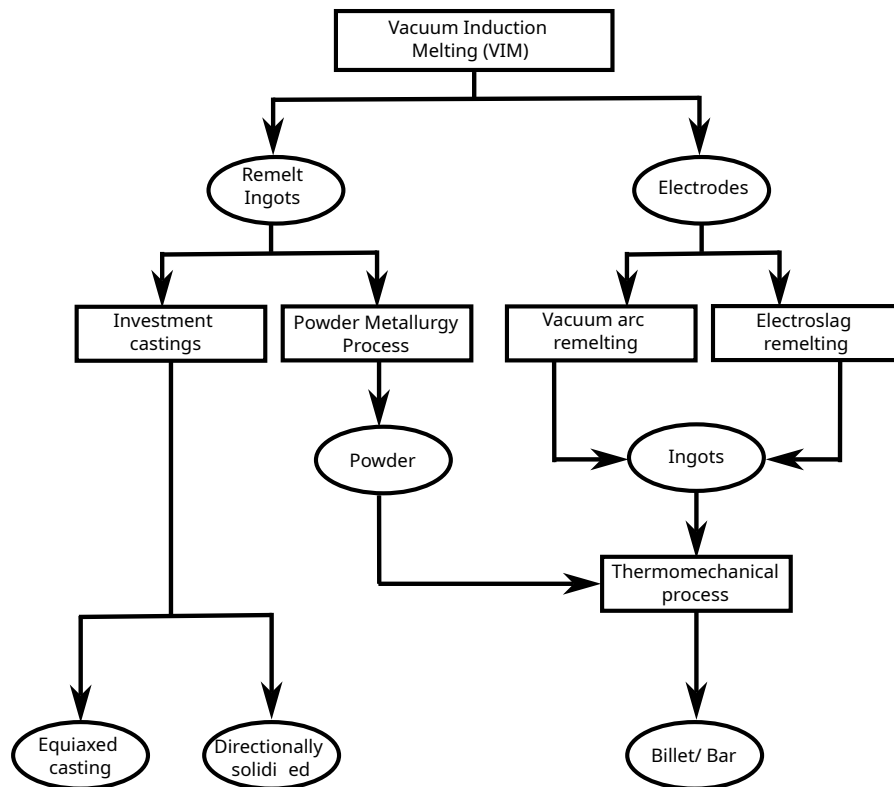 Vacuum Induction
Melting (VIM)
Remelt
Ingots
Electrodes
Investment
castings
Powder Metallurgy
Process
Vacuum arc
remelting
Electroslag
remelting
Powder
Ingots
Thermomechanical
process
Equiaxed
casting
Directionally
solidi ed
Billet/ Bar